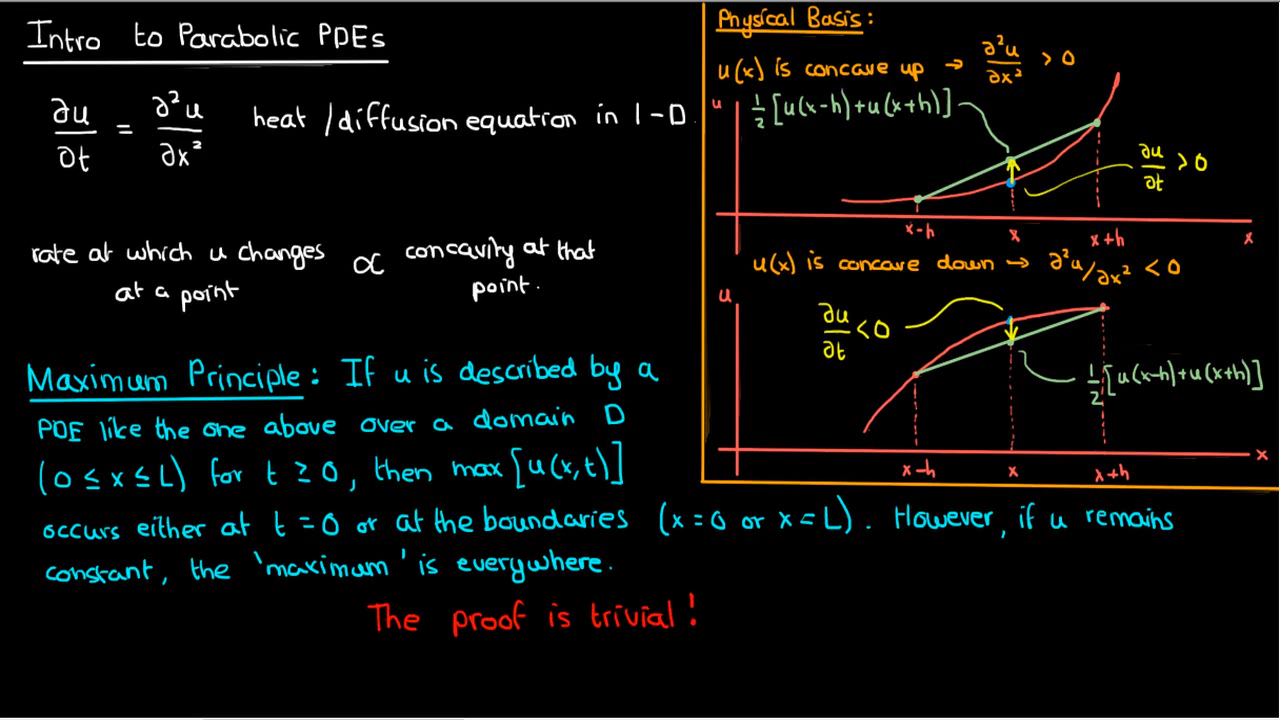 Intro to Parabolic PDEs
∂u/∂t = ∂²u/∂x² heat/diffusion equation in 1-D.
rate at which u changes ∝ concavity at that
at a point point.
Maximum Principle: If u is described by a
PDE like the one above over a domain D
(0 ≤ x ≤ L) for t ≥ 0, then max [u(x,t)]
occurs either at t = 0 or at the boundaries (x = 0 or x = L). However, if u remains
constant, the 'maximum' is everywhere.
The proof is trivial!
Physical Basis:
u(x) is concave up → ∂²u/∂x² > 0
u
1/2 [u(x-h)+u(x+h)]
∂u/∂t > 0
x-h x x+h x
u(x) is concave down → ∂²u/∂x² < 0
u
∂u/∂t < 0
1/2 [u(x-h)+u(x+h)]
x-h x x+h x